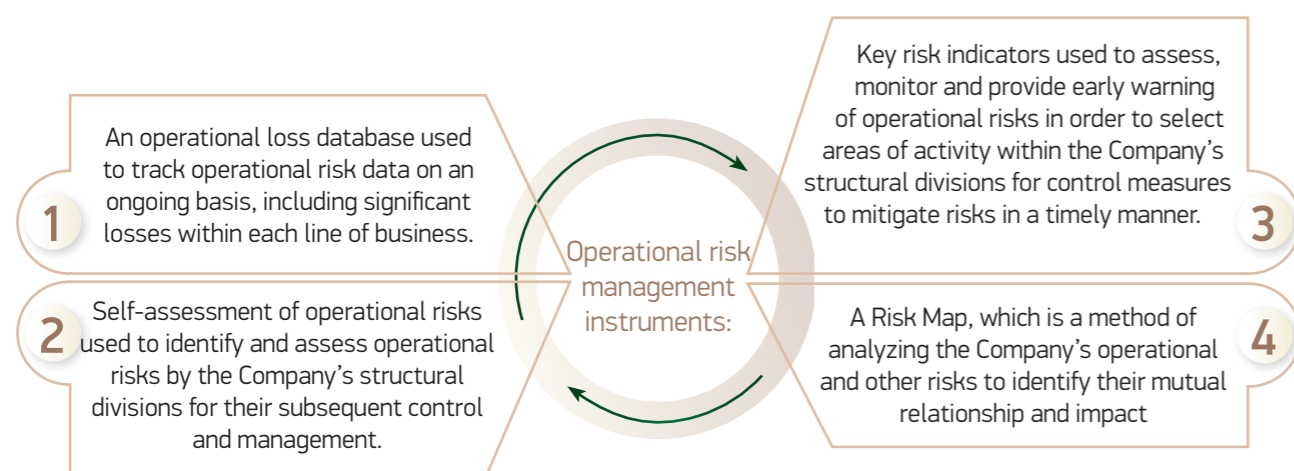 1
An operational loss database used
to track operational risk data on an
ongoing basis, including significant
losses within each line of business.
2
Self-assessment of operational risks
used to identify and assess operational
risks by the Company’s structural
divisions for their subsequent control
and management.
Operational risk
management
instruments:
3
Key risk indicators used to assess,
monitor and provide early warning
of operational risks in order to select
areas of activity within the Company’s
structural divisions for control measures
to mitigate risks in a timely manner.
4
A Risk Map, which is a method of
analyzing the Company’s operational
and other risks to identify their mutual
relationship and impact